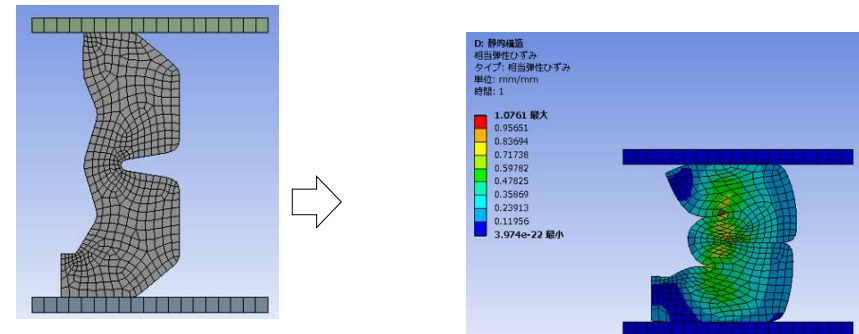 D: 静的構造
相当弾性ひずみ
タイプ: 相当弾性ひずみ
単位: mm/mm
時間: 1
1.0761 最大
0.95651
0.83694
0.71738
0.59782
0.47825
0.35869
0.23913
0.11956
3.974e-22 最小